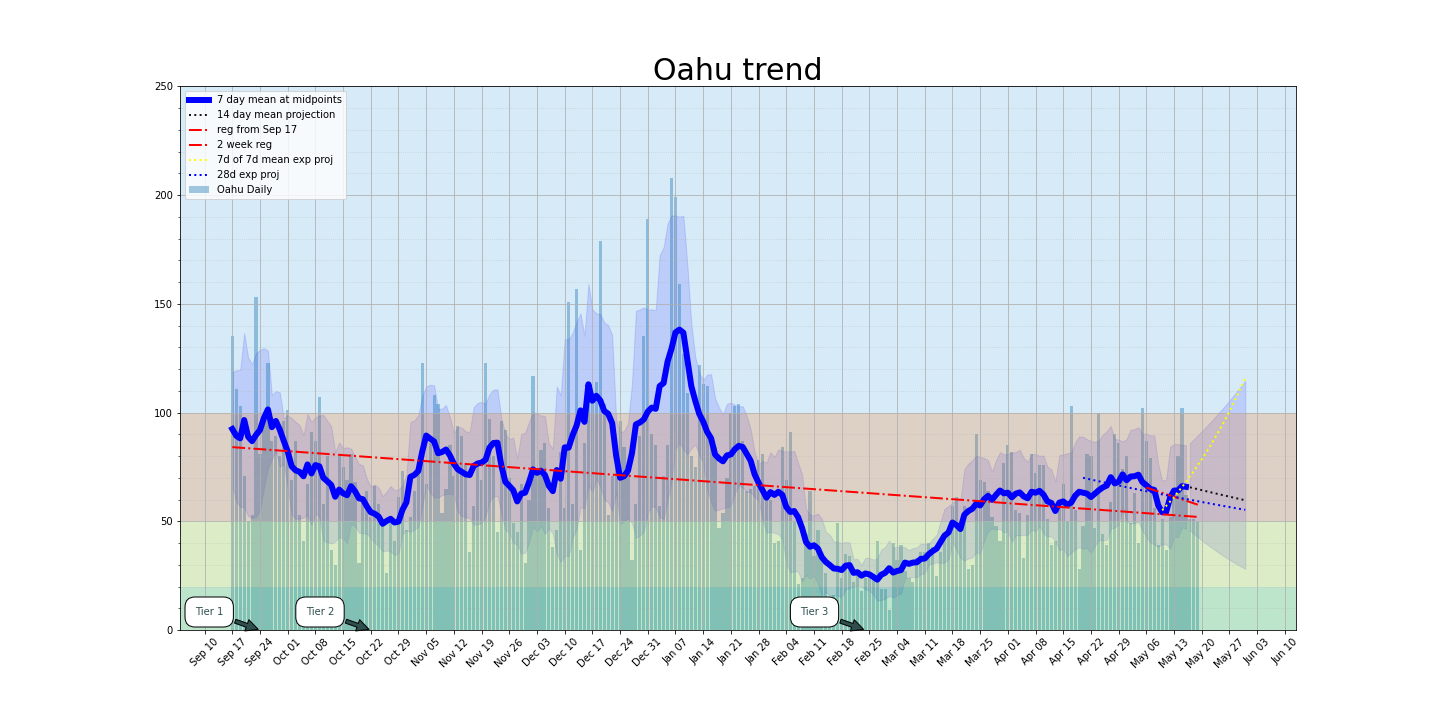 Oahu trend
250
200
150
100
50
0
7 day mean at midpoints
14 day mean projection
reg from Sep 17
2 week reg
7d of 7d mean exp proj
28d exp proj
Oahu Daily
Tier 1
Tier 2
Tier 3
Sep 10
Sep 17
Sep 24
Oct 01
Oct 08
Oct 15
Oct 22
Oct 29
Nov 05
Nov 12
Nov 19
Nov 26
Dec 03
Dec 10
Dec 17
Dec 24
Dec 31
Jan 07
Jan 14
Jan 21
Jan 28
Feb 04
Feb 11
Feb 18
Feb 25
Mar 04
Mar 11
Mar 18
Mar 25
Apr 01
Apr 08
Apr 15
Apr 22
Apr 29
May 06
May 13
May 20
May 27
Jun 03
Jun 10